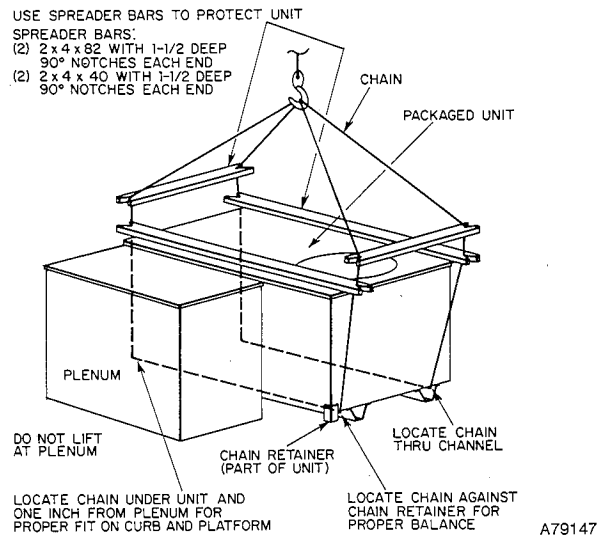 USE SPREADER BARS TO PROTECT UNIT
SPREADER BARS:
(2) 2 x 4 x 82 WITH 1-1/2 DEEP
90° NOTCHES EACH END
(2) 2 x 4 x 40 WITH 1-1/2 DEEP
90° NOTCHES EACH END
CHAIN
PACKAGED UNIT
PLENUM
DO NOT LIFT
AT PLENUM
CHAIN RETAINER
(PART OF UNIT)
LOCATE CHAIN
THRU CHANNEL
LOCATE CHAIN UNDER UNIT AND
ONE INCH FROM PLENUM FOR
PROPER FIT ON CURB AND PLATFORM
LOCATE CHAIN AGAINST
CHAIN RETAINER FOR
PROPER BALANCE
A79147